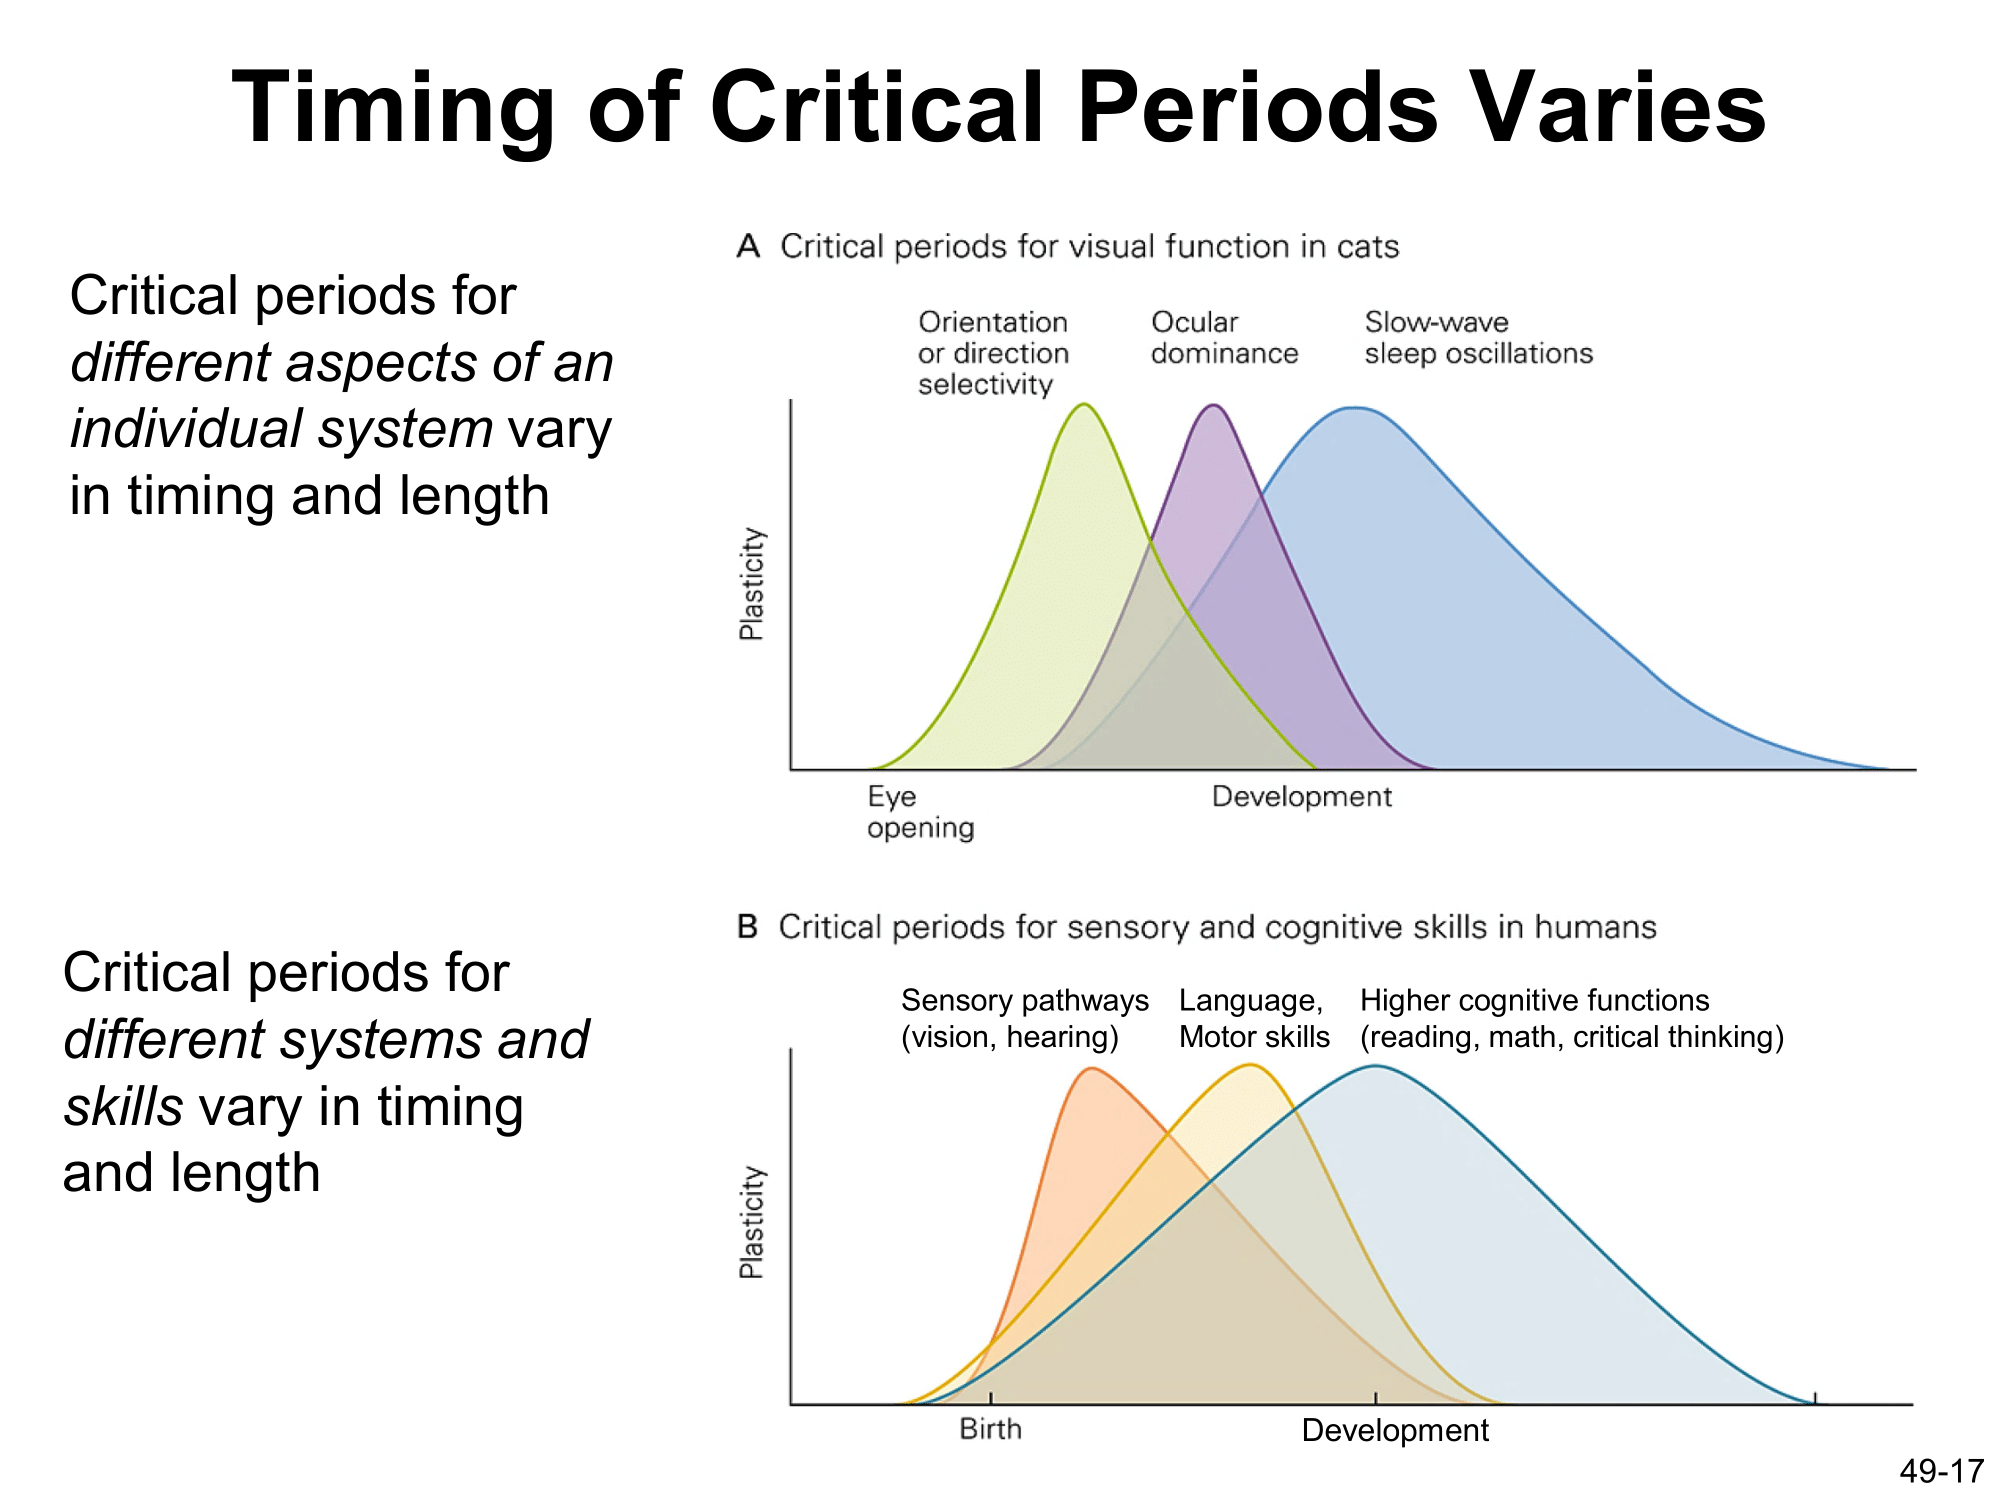 Timing of Critical Periods Varies
Critical periods for
different aspects of an
individual system vary
in timing and length
A Critical periods for visual function in cats
Orientation
or direction
selectivity
Ocular
dominance
Slow-wave
sleep oscillations
Plasticity
Eye
opening
Development
Critical periods for
different systems and
skills vary in timing
and length
B Critical periods for sensory and cognitive skills in humans
Sensory pathways
(vision, hearing)
Language,
Motor skills
Higher cognitive functions
(reading, math, critical thinking)
Plasticity
Birth
Development
49-17